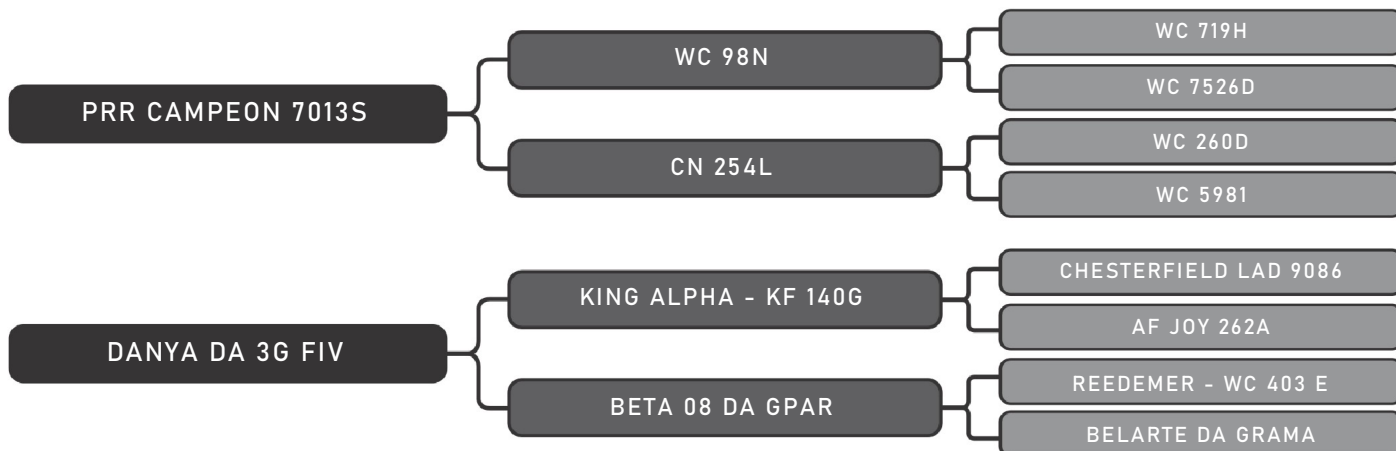 PRR CAMPEON 7013S
WC 98N
WC 719H
WC 7526D
CN 254L
WC 260D
WC 5981
DANYA DA 3G FIV
KING ALPHA - KF 140G
CHESTERFIELD LAD 9086
AF JOY 262A
BETA 08 DA GPAR
REEDEMER - WC 403 E
BELARTE DA GRAMA